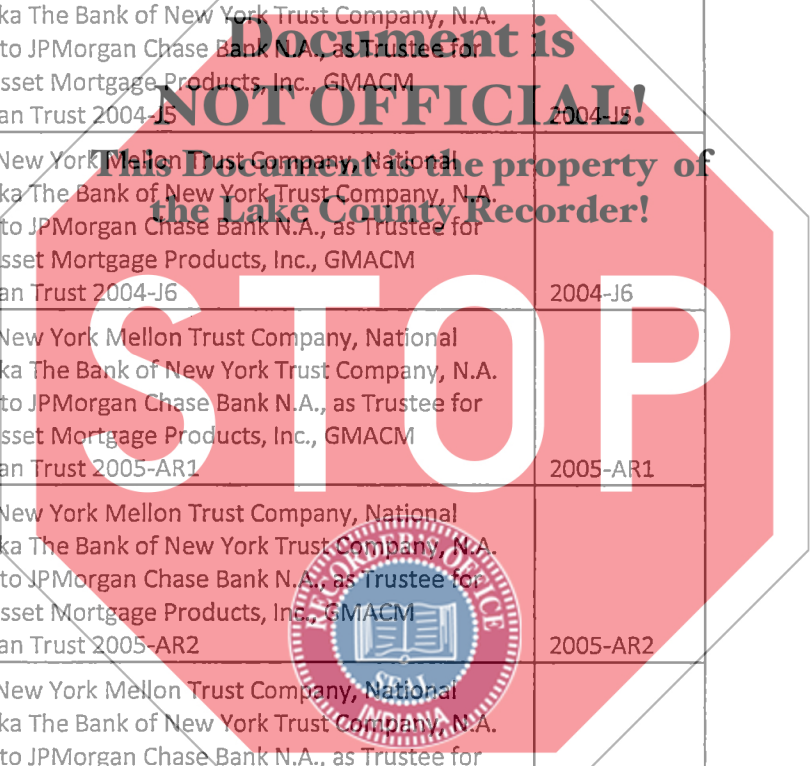 ka The Bank of New York Trust Company, N.A.
to JPMorgan Chase Bank N.A., as Trustee for
sset Mortgage Products, Inc., GMACM
an Trust 2004-J5 2004-J5
Document is
NOT OFFICIAL!
This Document is the property of
the Lake County Recorder!
New York Mellon Trust Company, National
ka The Bank of New York Trust Company, N.A.
to JPMorgan Chase Bank N.A., as Trustee for
sset Mortgage Products, Inc., GMACM
an Trust 2004-J6 2004-J6
STOP
New York Mellon Trust Company, National
ka The Bank of New York Trust Company, N.A.
to JPMorgan Chase Bank N.A., as Trustee for
sset Mortgage Products, Inc., GMACM
an Trust 2005-AR1 2005-AR1
New York Mellon Trust Company, National
ka The Bank of New York Trust Company, N.A.
to JPMorgan Chase Bank N.A., as Trustee for
sset Mortgage Products, Inc., GMACM
an Trust 2005-AR2 2005-AR2
RECORDER'S OFFICE
SEAL
INDIANA
New York Mellon Trust Company, National
ka The Bank of New York Trust Company, N.A.
to JPMorgan Chase Bank N.A., as Trustee for